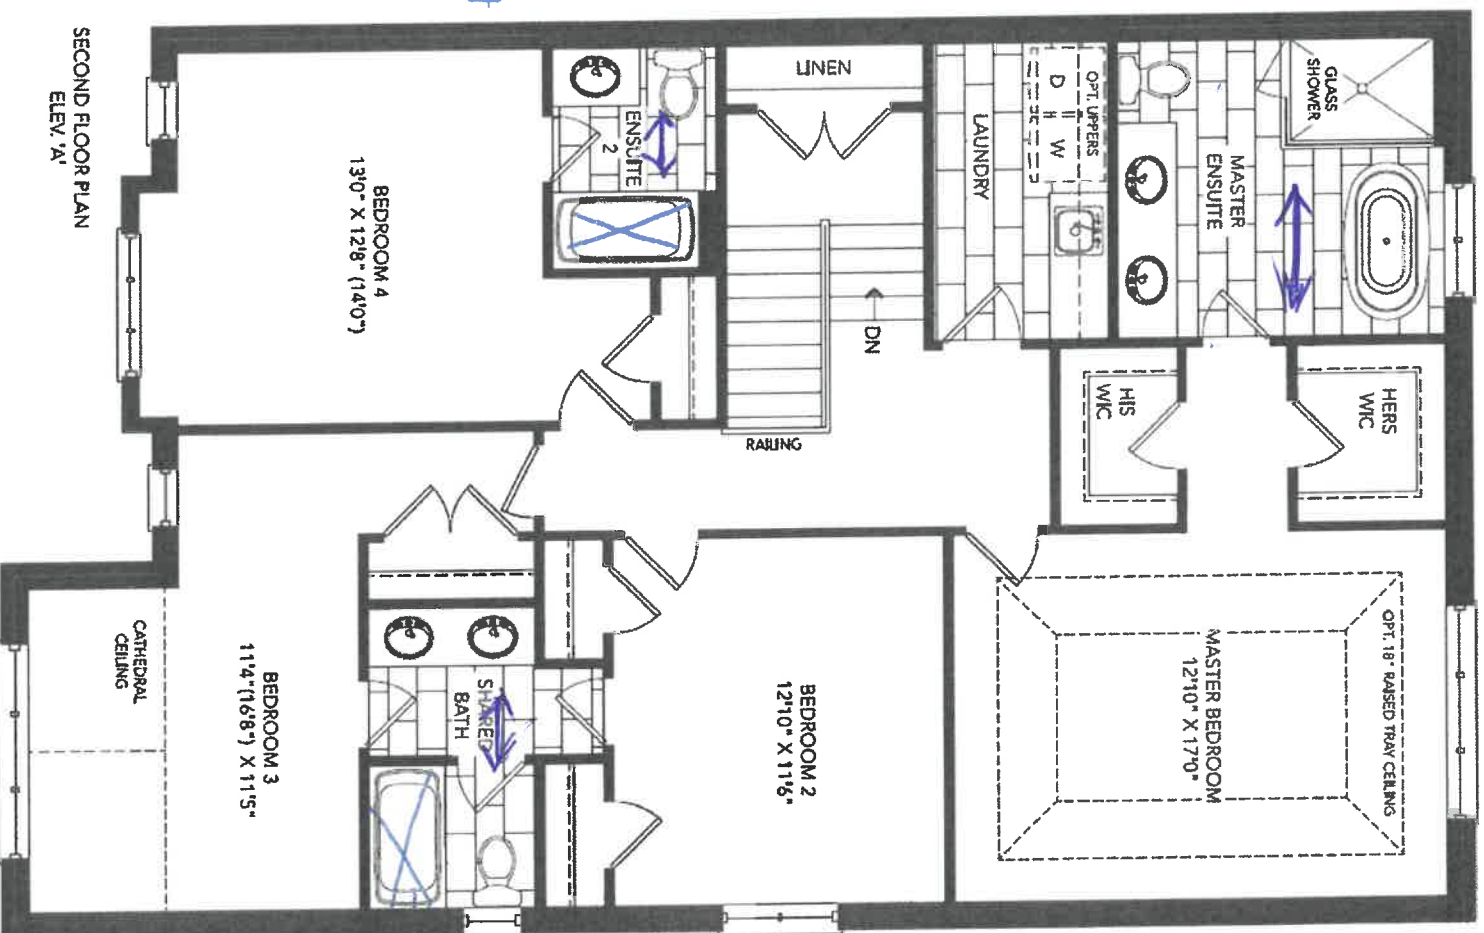 GLASS
SHOWER
MASTER
ENSUITE
HERS
WIC
HIS
WIC
OPT. 18" RAISED TRAY CEILING
MASTER BEDROOM
12'10" X 17'0"
OPT. UPPERS
D W
LAUNDRY
LINEN
DN
RAILING
BEDROOM 2
12'10" X 11'6"
ENSUITE
2
SHARED
BATH
BEDROOM 4
13'0" X 12'8" (14'0")
BEDROOM 3
11'4" (16'8") X 11'5"
CATHEDRAL
CEILING
SECOND FLOOR PLAN
ELEV. 'A'